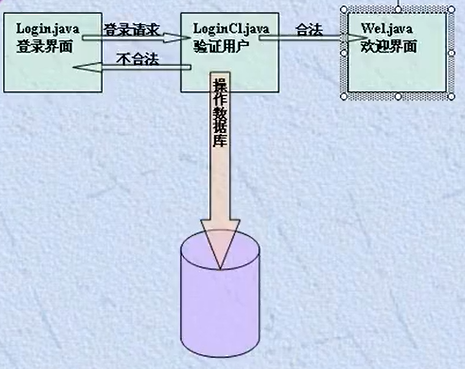 Login.java
登录界面
登录请求
不合法
LoginCl.java
验证用户
合法
Wel.java
欢迎界面
操作数据库